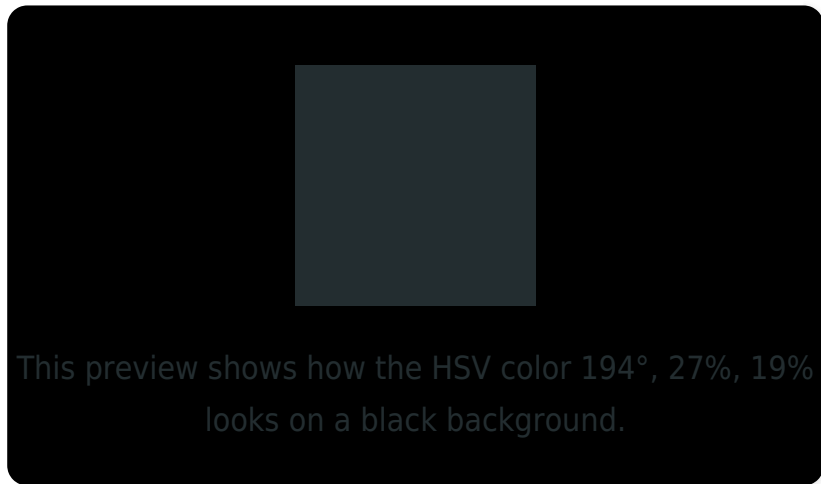 This preview shows how the HSV color 194°, 27%, 19%
looks on a black background.